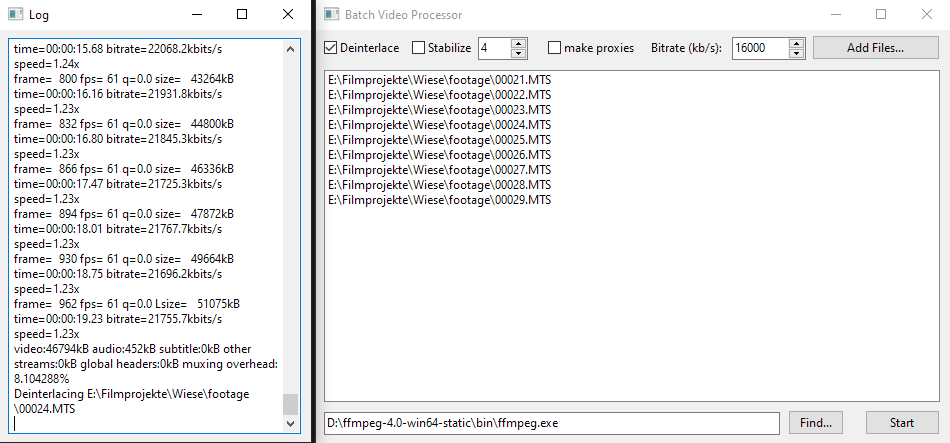 Log
time=00:00:15.68 bitrate=22068.2kbits/s
speed=1.24x
frame=  800 fps= 61 q=0.0 size=   43264kB
time=00:00:16.16 bitrate=21931.8kbits/s
speed=1.23x
frame=  832 fps= 61 q=0.0 size=   44800kB
time=00:00:16.80 bitrate=21845.3kbits/s
speed=1.23x
frame=  866 fps= 61 q=0.0 size=   46336kB
time=00:00:17.47 bitrate=21725.3kbits/s
speed=1.23x
frame=  894 fps= 61 q=0.0 size=   47872kB
time=00:00:18.01 bitrate=21767.7kbits/s
speed=1.23x
frame=  930 fps= 61 q=0.0 size=   49664kB
time=00:00:18.75 bitrate=21696.2kbits/s
speed=1.23x
frame=  962 fps= 61 q=0.0 Lsize=   51075kB
time=00:00:19.23 bitrate=21755.7kbits/s
speed=1.23x
video:46794kB audio:452kB subtitle:0kB other
streams:0kB global headers:0kB muxing overhead:
8.104288%
Deinterlacing E:\Filmprojekte\Wiese\footage
\00024.MTS
Batch Video Processor
Deinterlace Stabilize 4 make proxies Bitrate (kb/s): 16000 Add Files...
E:\Filmprojekte\Wiese\footage\00021.MTS
E:\Filmprojekte\Wiese\footage\00022.MTS
E:\Filmprojekte\Wiese\footage\00023.MTS
E:\Filmprojekte\Wiese\footage\00024.MTS
E:\Filmprojekte\Wiese\footage\00025.MTS
E:\Filmprojekte\Wiese\footage\00026.MTS
E:\Filmprojekte\Wiese\footage\00027.MTS
E:\Filmprojekte\Wiese\footage\00028.MTS
E:\Filmprojekte\Wiese\footage\00029.MTS
D:\ffmpeg-4.0-win64-static\bin\ffmpeg.exe Find... Start